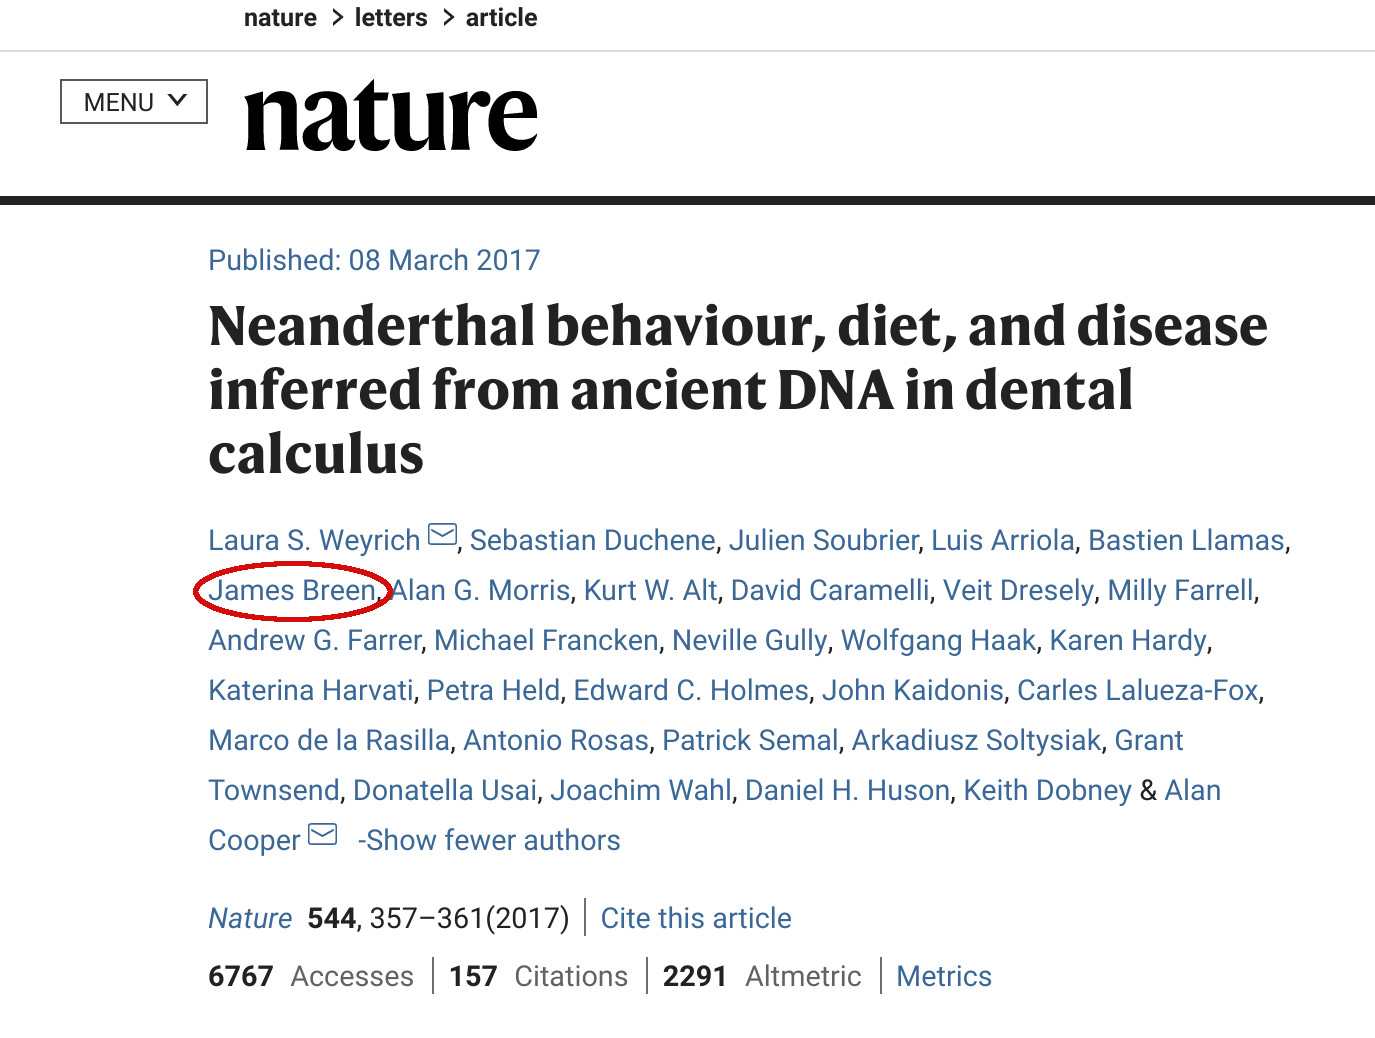 nature > letters > article
MENU
nature
Published: 08 March 2017
Neanderthal behaviour, diet, and disease
inferred from ancient DNA in dental
calculus
Laura S. Weyrich , Sebastian Duchene, Julien Soubrier, Luis Arriola, Bastien Llamas,
James Breen, Alan G. Morris, Kurt W. Alt, David Caramelli, Veit Dresely, Milly Farrell,
Andrew G. Farrer, Michael Francken, Neville Gully, Wolfgang Haak, Karen Hardy,
Katerina Harvati, Petra Held, Edward C. Holmes, John Kaidonis, Carles Lalueza-Fox,
Marco de la Rasilla, Antonio Rosas, Patrick Semal, Arkadiusz Soltysiak, Grant
Townsend, Donatella Usai, Joachim Wahl, Daniel H. Huson, Keith Dobney & Alan
Cooper -Show fewer authors
Nature 544, 357–361(2017) | Cite this article
6767 Accesses | 157 Citations | 2291 Altmetric | Metrics